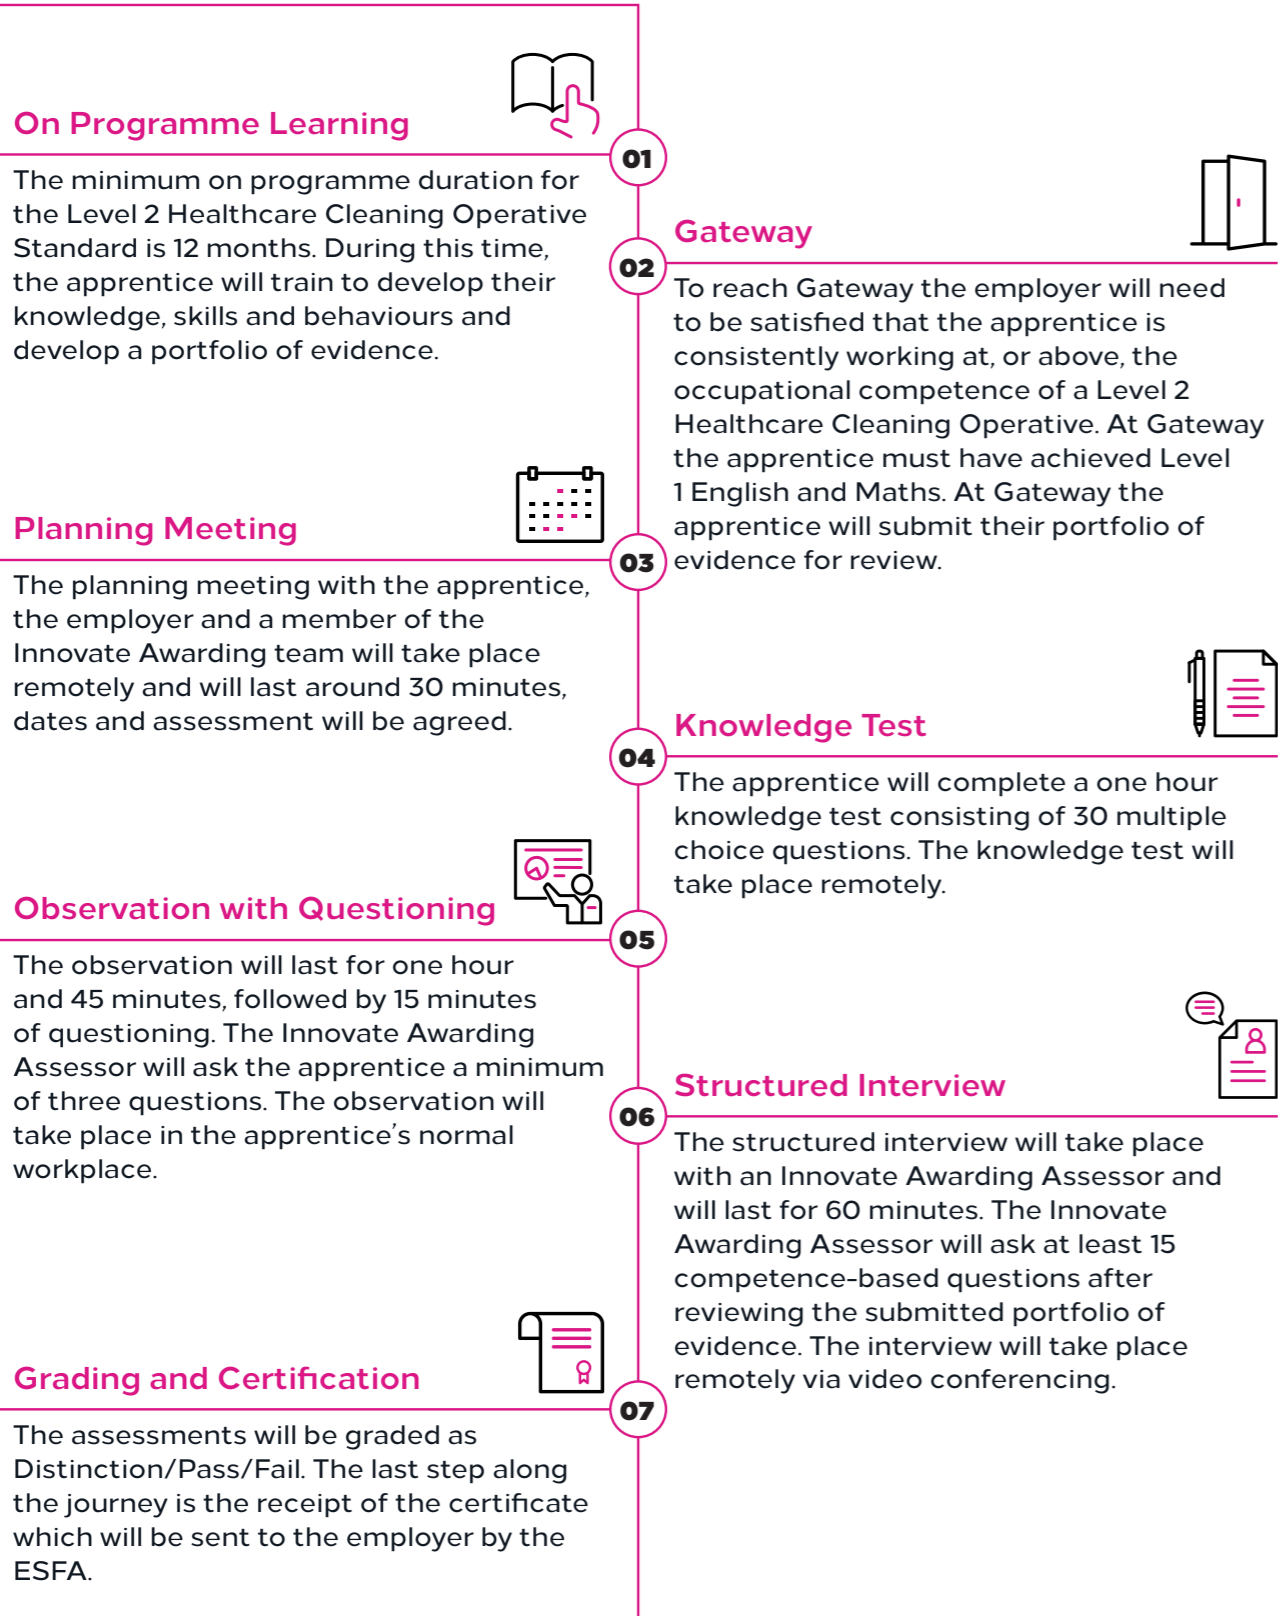 On Programme Learning
01
The minimum on programme duration for
the Level 2 Healthcare Cleaning Operative
Standard is 12 months. During this time,
the apprentice will train to develop their
knowledge, skills and behaviours and
develop a portfolio of evidence.
Gateway
02
To reach Gateway the employer will need
to be satisfied that the apprentice is
consistently working at, or above, the
occupational competence of a Level 2
Healthcare Cleaning Operative. At Gateway
the apprentice must have achieved Level
1 English and Maths. At Gateway the
apprentice will submit their portfolio of
evidence for review.
Planning Meeting
03
The planning meeting with the apprentice,
the employer and a member of the
Innovate Awarding team will take place
remotely and will last around 30 minutes,
dates and assessment will be agreed.
Knowledge Test
04
The apprentice will complete a one hour
knowledge test consisting of 30 multiple
choice questions. The knowledge test will
take place remotely.
Observation with Questioning
05
The observation will last for one hour
and 45 minutes, followed by 15 minutes
of questioning. The Innovate Awarding
Assessor will ask the apprentice a minimum
of three questions. The observation will
take place in the apprentice's normal
workplace.
Structured Interview
06
The structured interview will take place
with an Innovate Awarding Assessor and
will last for 60 minutes. The Innovate
Awarding Assessor will ask at least 15
competence-based questions after
reviewing the submitted portfolio of
evidence. The interview will take place
remotely via video conferencing.
Grading and Certification
07
The assessments will be graded as
Distinction/Pass/Fail. The last step along
the journey is the receipt of the certificate
which will be sent to the employer by the
ESFA.